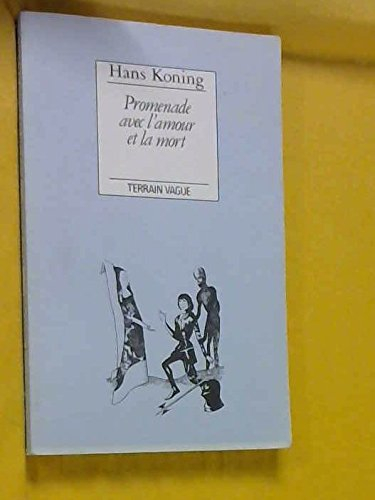 Hans Koning
Promenade
avec l'amour
et la mort
TERRAIN VAGUE